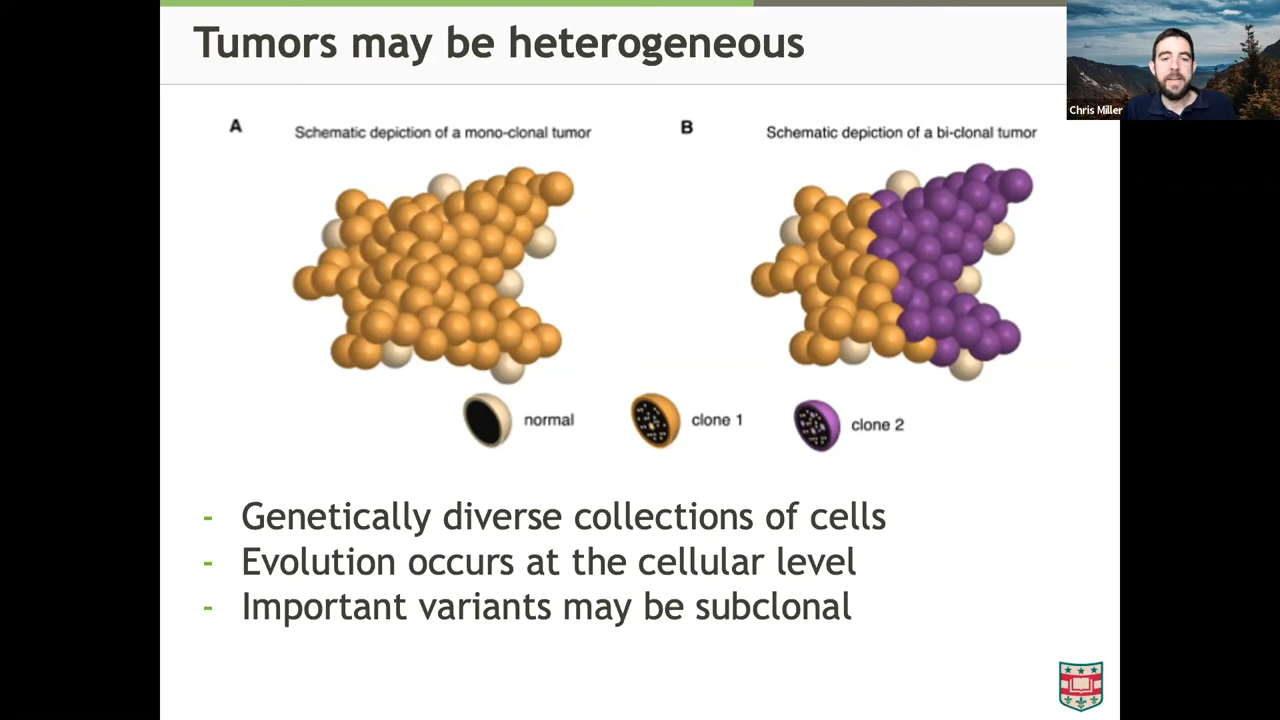 Tumors may be heterogeneous
Chris Miller
A
Schematic depiction of a mono-clonal tumor
B
Schematic depiction of a bi-clonal tumor
normal
clone 1
clone 2
- Genetically diverse collections of cells
- Evolution occurs at the cellular level
- Important variants may be subclonal